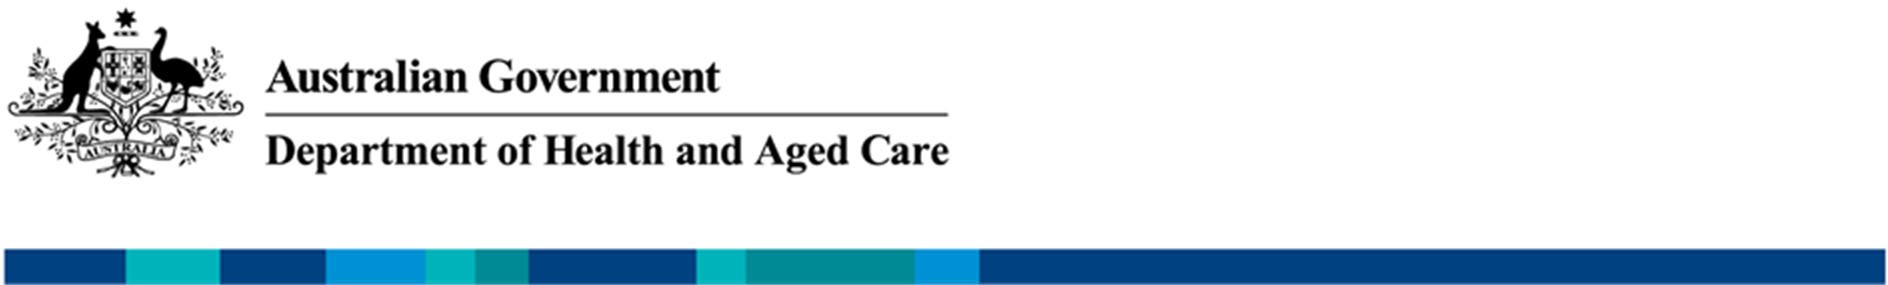 Australian Government
Department of Health and Aged Care
AUSTRALIA